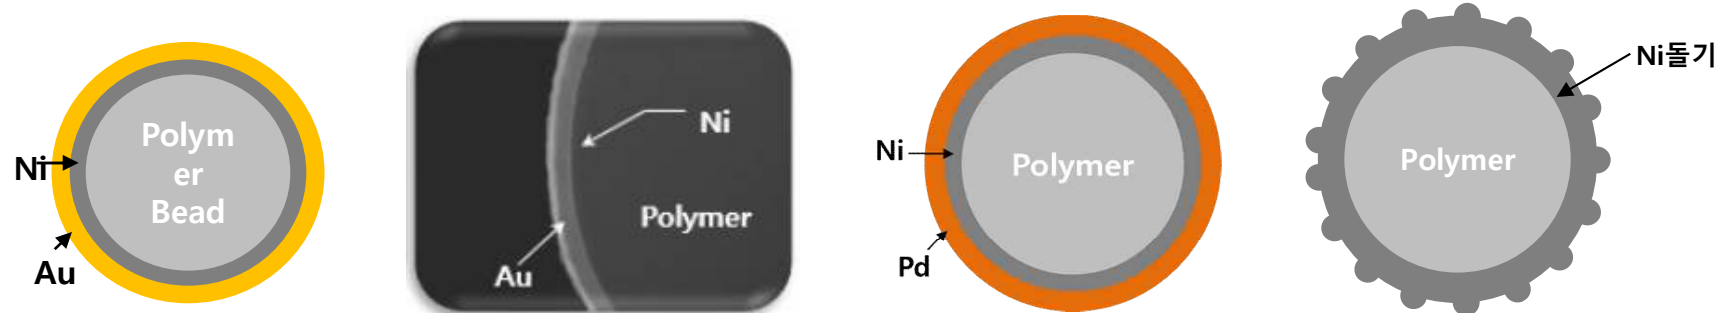 Polym
er
Bead
Ni
Au
Ni
Polymer
Au
Ni
Polymer
Pd
Ni돌기
Polymer